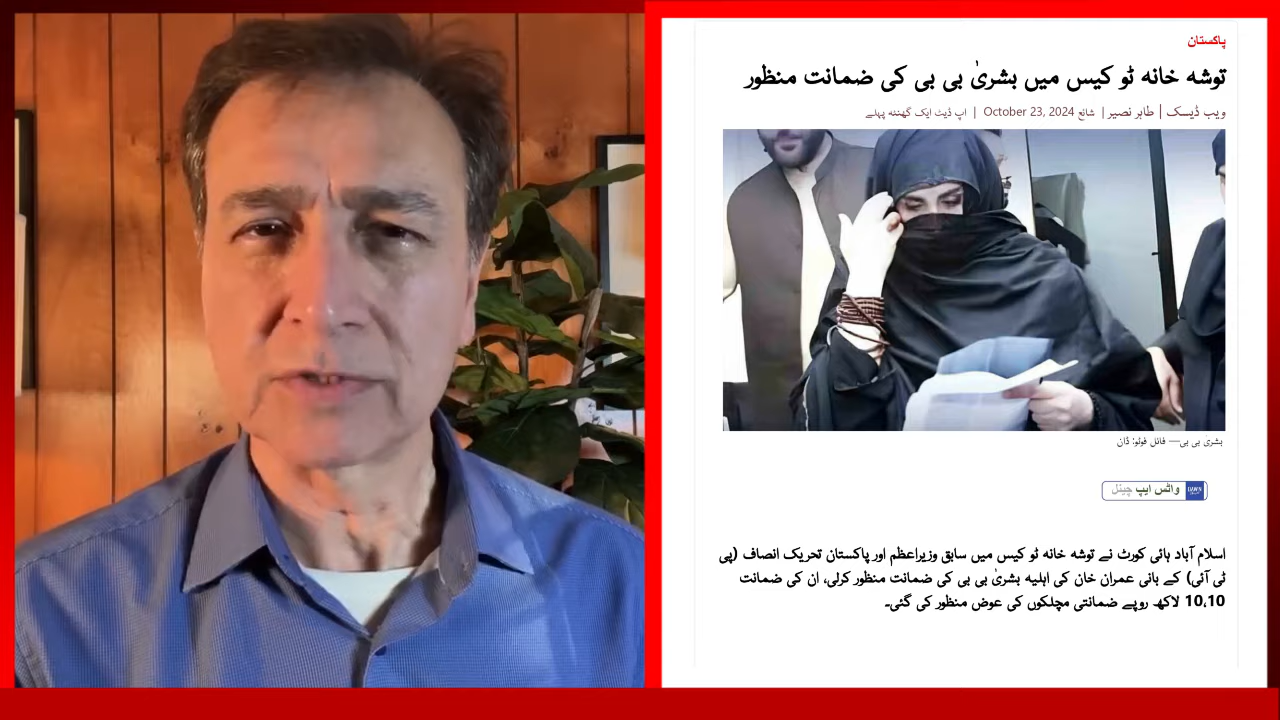 پاکستان
توشہ خانہ ٹو کیس میں بشریٰ بی بی کی ضمانت منظور
ویب ڈیسک | طاہر نصیر | شائع October 23, 2024 | اپ ڈیٹ ایک گھنٹہ پہلے
بشریٰ بی بی— فائل فوٹو: ڈان
DAWN واٹس ایپ چینل
اسلام آباد ہائی کورٹ نے توشہ خانہ ٹو کیس میں سابق وزیراعظم اور پاکستان تحریک انصاف (پی
ٹی آئی) کے بانی عمران خان کی اہلیہ بشریٰ بی بی کی ضمانت منظور کرلی، ان کی ضمانت
10،10 لاکھ روپے ضمانتی مچلکوں کی عوض منظور کی گئی۔